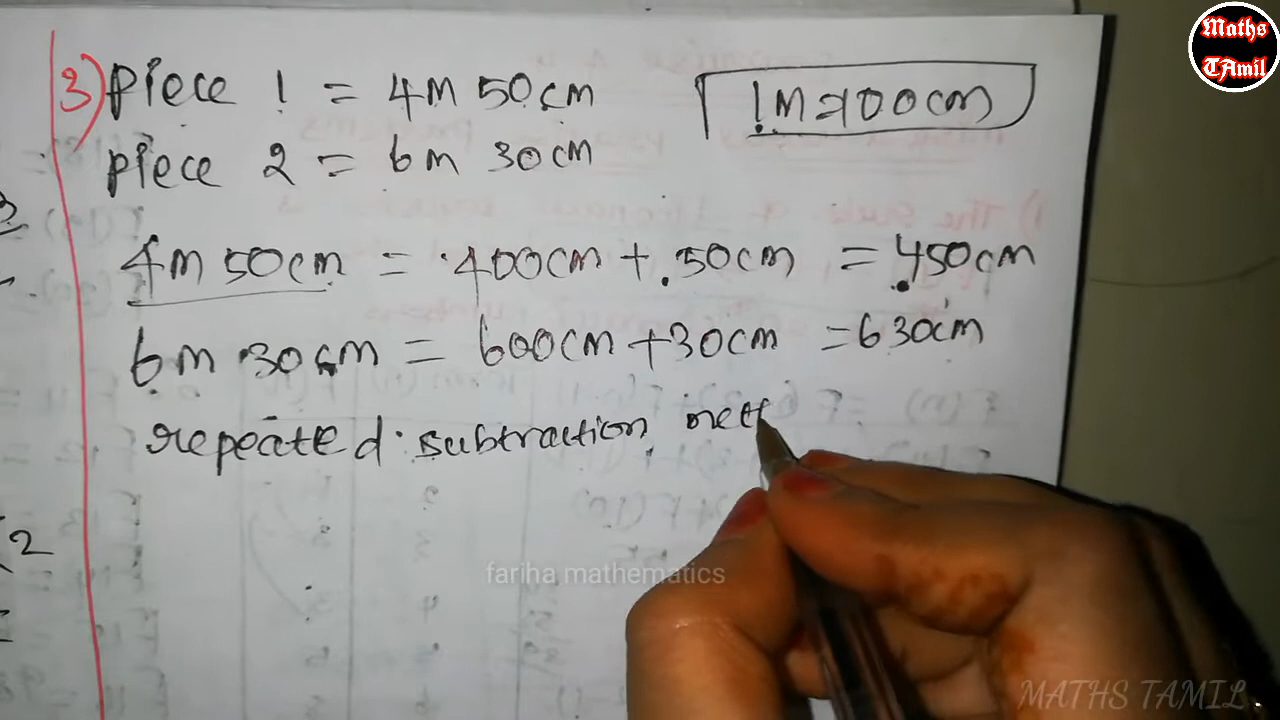 Maths
TAmil
3) Piece 1 = 4m 50cm
1m=100cm
Piece 2 = 6m 30cm
4m 50cm = 400cm + 50cm = 450cm
6m 30cm = 600cm + 30cm = 630cm
repeated subtraction
fariha mathematics
2
MATHS TAMIL